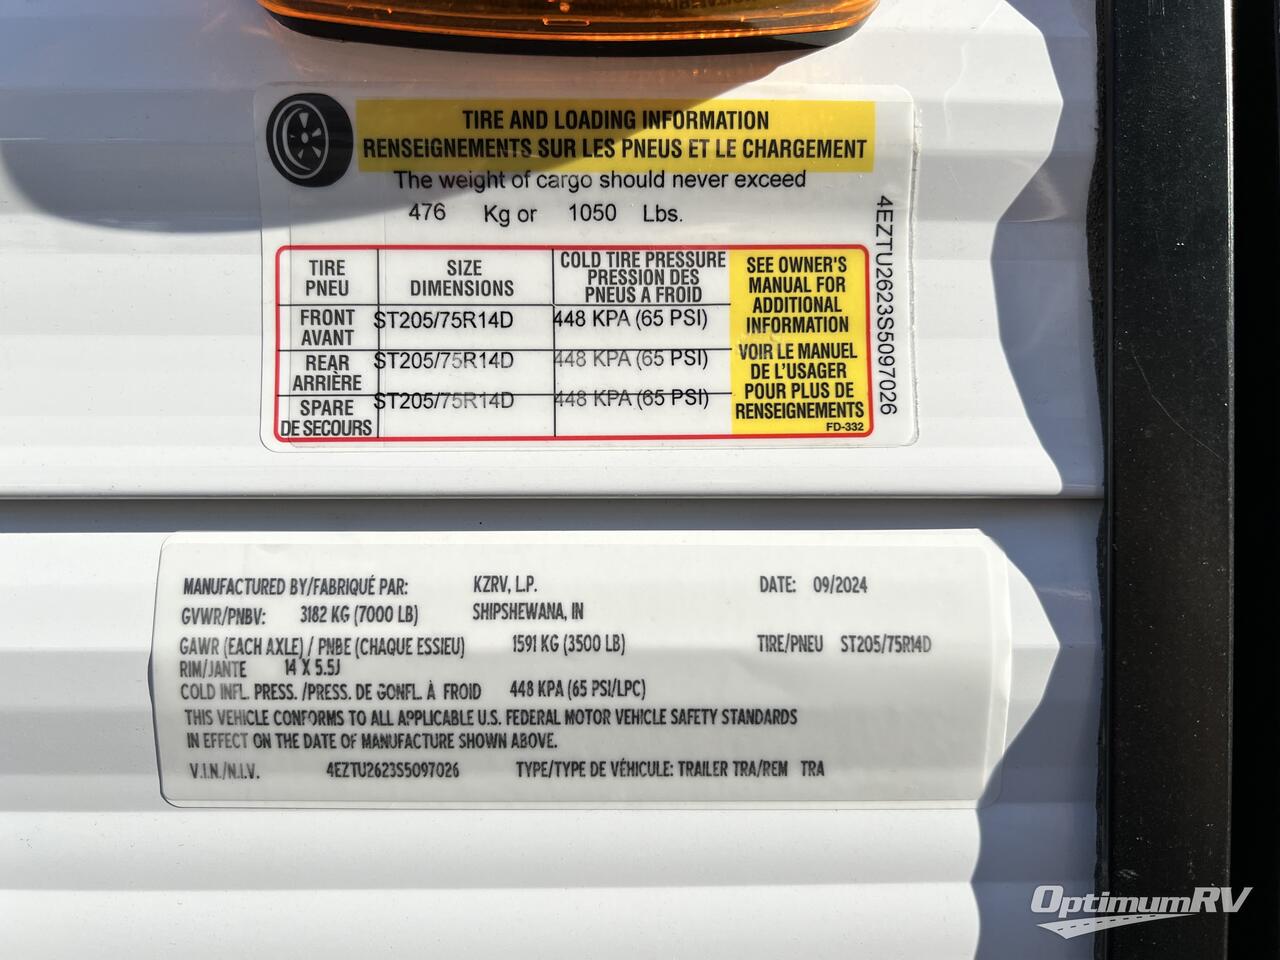 TIRE AND LOADING INFORMATION
RENSEIGNEMENTS SUR LES PNEUS ET LE CHARGEMENT
The weight of cargo should never exceed
476 Kg or 1050 Lbs.
TIRE PNEU SIZE DIMENSIONS COLD TIRE PRESSURE PRESSION DES PNEUS A FROID
FRONT AVANT ST205/75R14D 448 KPA (65 PSI)
REAR ARRIÈRE ST205/75R14D 448 KPA (65 PSI)
SPARE DE SECOURS ST205/75R14D 448 KPA (65 PSI)
SEE OWNER'S
MANUAL FOR
ADDITIONAL
INFORMATION
VOIR LE MANUEL
DE L'USAGER
POUR PLUS DE
RENSEIGNEMENTS
FD-332
4EZTU2623S5097026
MANUFACTURED BY/FABRIQUÉ PAR: KZRV, L.P. DATE: 09/2024
GVWR/PNBV: 3182 KG (7000 LB) SHIPSHEWANA, IN
GAWR (EACH AXLE) / PNBE (CHAQUE ESSIEU) 1591 KG (3500 LB) TIRE/PNEU ST205/75R14D
RIM/JANTE 14 X 5.5J
COLD INFL. PRESS. /PRESS. DE GONFL. À FROID 448 KPA (65 PSI/LPC)
THIS VEHICLE CONFORMS TO ALL APPLICABLE U.S. FEDERAL MOTOR VEHICLE SAFETY STANDARDS
IN EFFECT ON THE DATE OF MANUFACTURE SHOWN ABOVE.
V.I.N./N.I.V. 4EZTU2623S5097026 TYPE/TYPE DE VÉHICULE: TRAILER TRA/REM TRA
OptimumRV